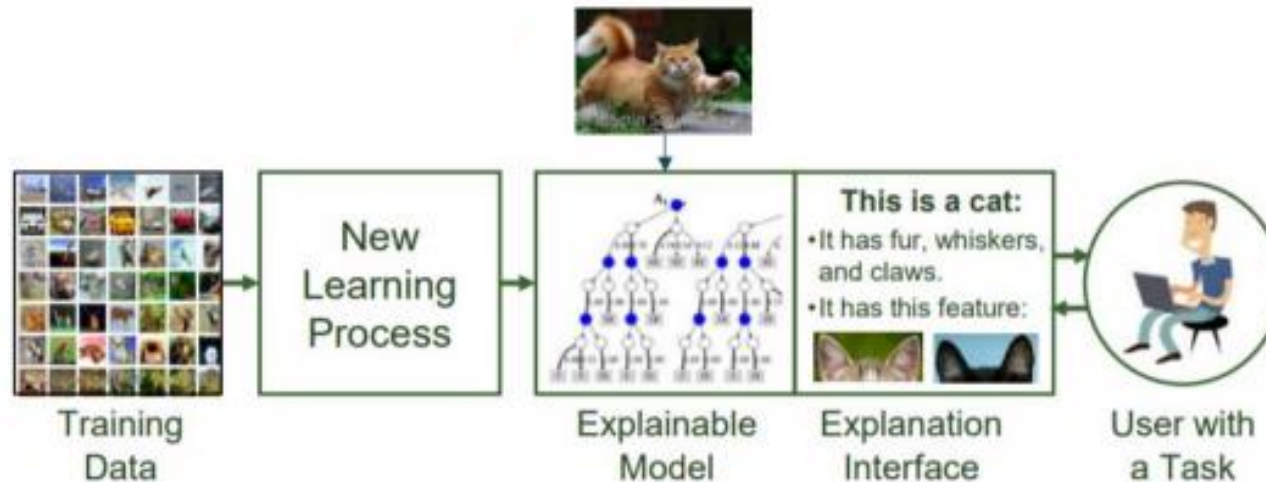 New
Learning
Process
This is a cat:
•It has fur, whiskers,
and claws.
•It has this feature:
Training
Data
Explainable
Model
Explanation
Interface
User with
a Task